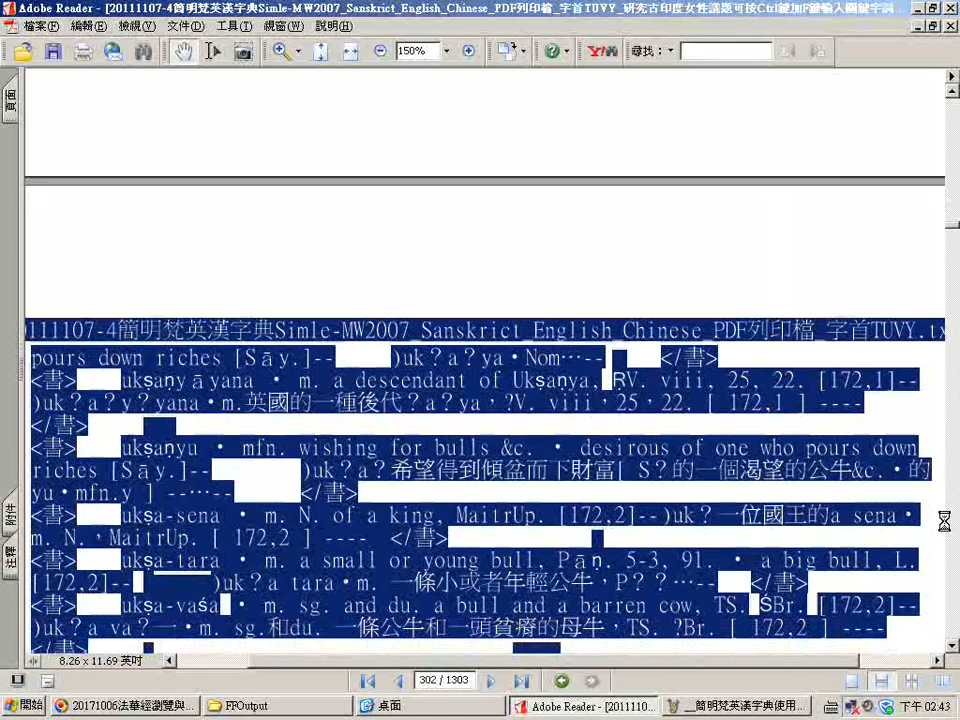 Adobe Reader - [20111107-4簡明梵英漢字典Simle-MW2007_Sanskrict_English_Chinese_PDF列印檔_字首TUVY_研究古印度女性議題可按Ctrl鍵加F鍵輸入關鍵字詞
檔案(F) 編輯(E) 檢視(V) 文件(D) 工具(T) 視窗(W) 說明(H)
150% Y! 尋找:
頁面
111107-4簡明梵英漢字典Simle-MW2007_Sanskrict_English_Chinese_PDF列印檔_字首TUVY.tx
pours down riches [Sāy.]-- )uk?a?ya‧Nom…-- </書>
<書> ukṣaṇyāyana ‧ m. a descendant of Ukṣaṇya, RV. viii, 25, 22. [172,1]--
)uk?a?y?yana‧m.英國的一種後代?a?ya,?V. viii,25,22. [ 172,1 ] ----
</書>
<書> ukṣaṇyu ‧ mfn. wishing for bulls &c. ‧ desirous of one who pours down
riches [Sāy.]-- )uk?a?希望得到傾盆而下財富[ S?的一個渴望的公牛&c.‧的
yu‧mfn.y ] --…-- </書>
<書> ukṣa-sena ‧ m. N. of a king, MaitrUp. [172,2]--)uk?一位國王的a sena‧
m. N.,MaitrUp. [ 172,2 ] ---- </書>
<書> ukṣa-tara ‧ m. a small or young bull, Pāṇ. 5-3, 91. ‧ a big bull, L.
[172,2]-- )uk?a tara‧m. 一條小或者年輕公牛,P??…-- </書>
<書> ukṣa-vaśa ‧ m. sg. and du. a bull and a barren cow, TS. ŚBr. [172,2]--
)uk?a va?一‧m. sg.和du. 一條公牛和一頭貧瘠的母牛,TS. ?Br. [ 172,2 ] ----
</書>
附件
注釋
8.26 x 11.69 英吋
302 / 1303
開始 20171006法華經瀏覽與... FFOutput 桌面 Adobe Reader - [2011110... __簡明梵英字典使用... 下午 02:43